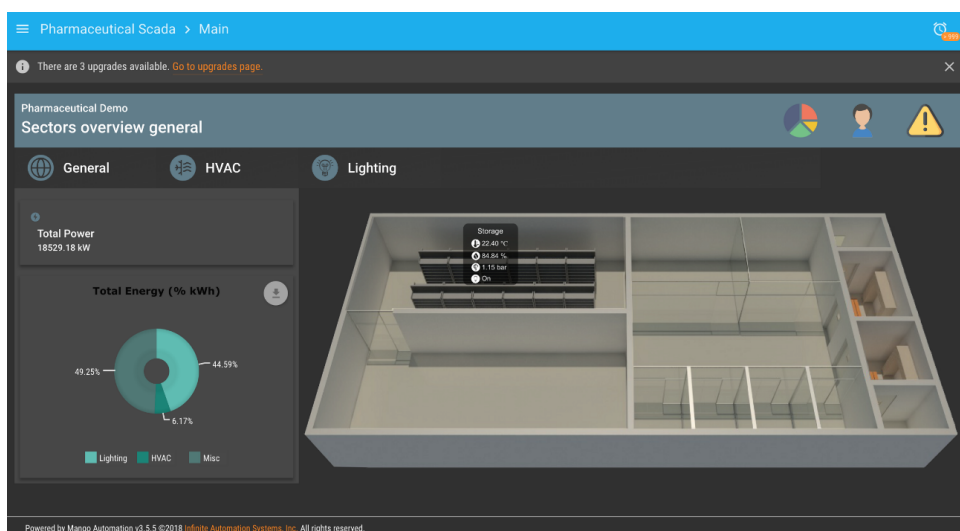 Pharmaceutical Scada > Main
There are 3 upgrades available. Go to upgrades page.
Pharmaceutical Demo
Sectors overview general
General
HVAC
Lighting
Total Power
18529.18 kW
Storage
22.40 °C
84.84 %
1.15 bar
On
Total Energy (% kWh)
49.25%
44.59%
6.17%
Lighting
HVAC
Misc
Powered by Mango Automation v3.5.5 ©2018 Infinite Automation Systems, Inc. All rights reserved.